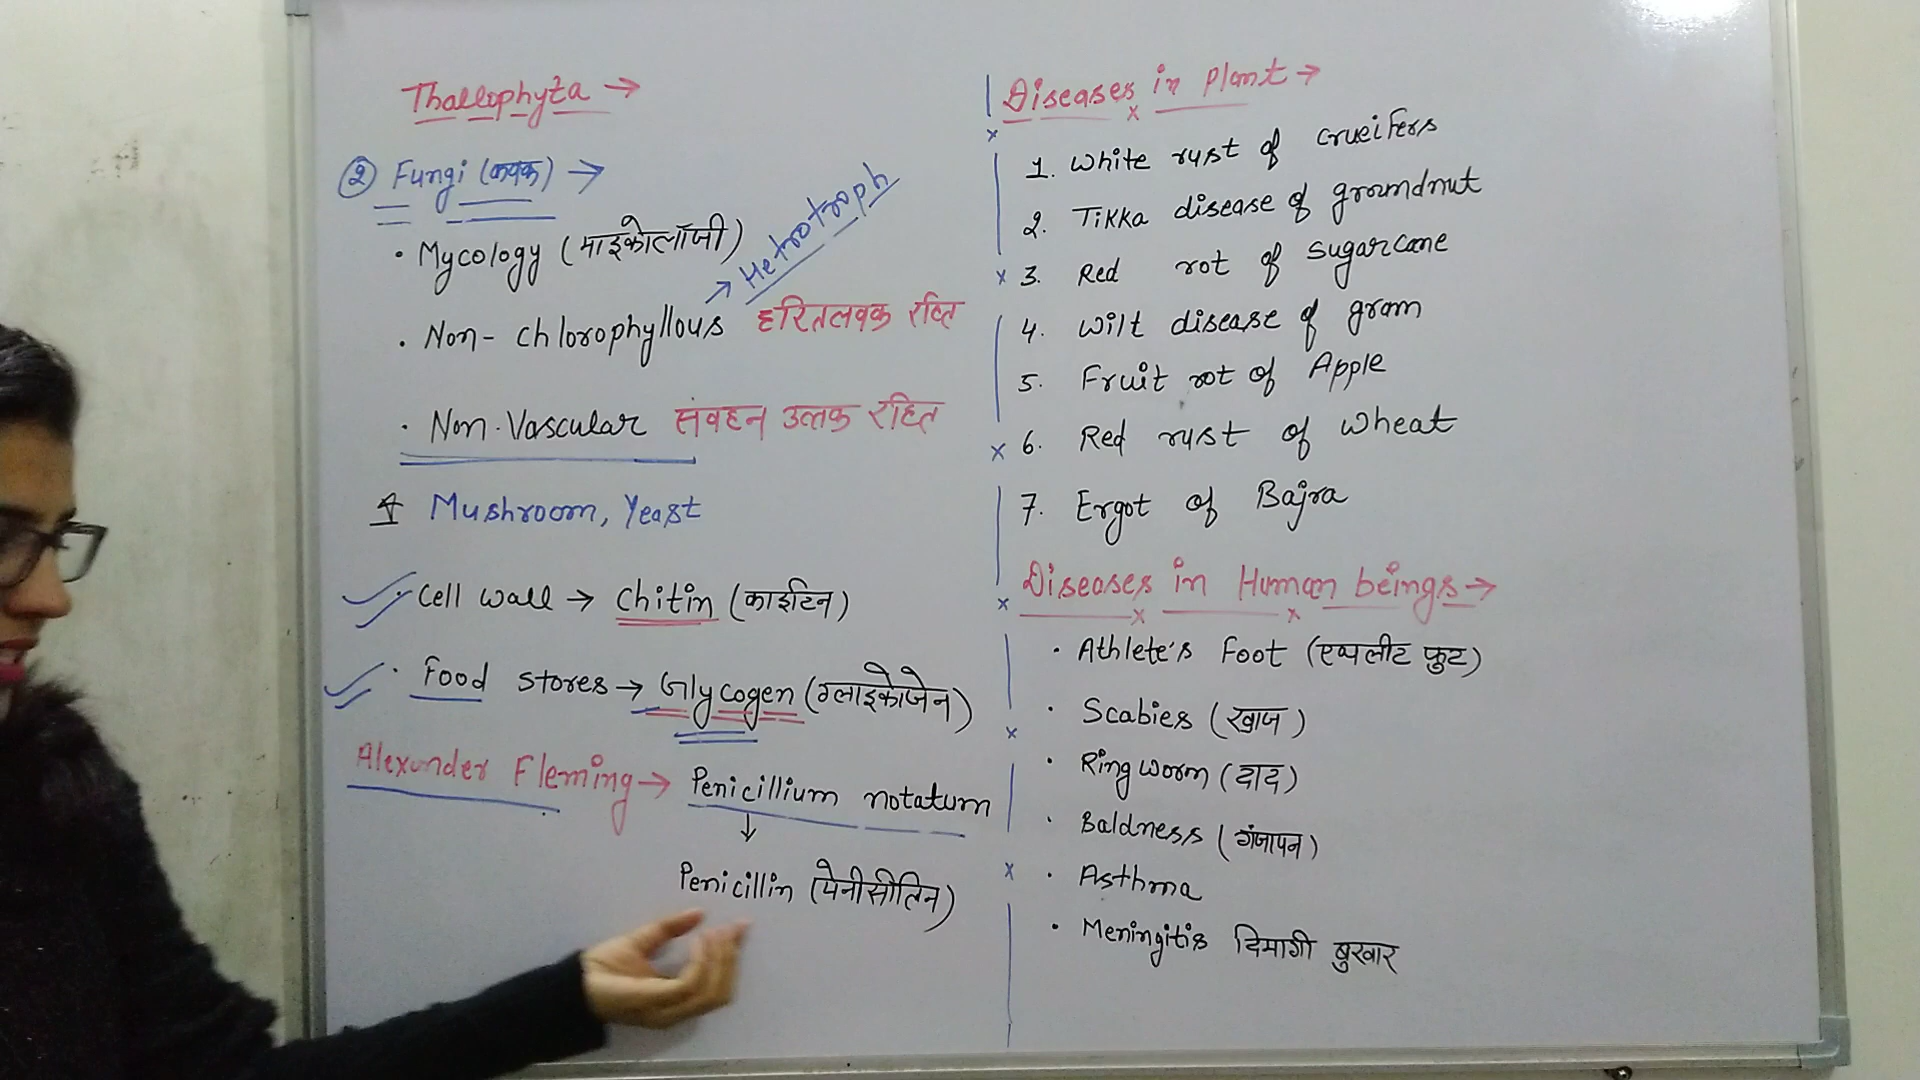 Thallophyta →
② Fungi (कवक) →
• Mycology (माइकोलॉजी)
→ Hetrotroph
• Non-chlorophyllous हरितलवक रहित
• Non-Vascular संवहन उत्तक रहित
Mushroom, Yeast
• Cell wall → Chitin (काईटिन)
• Food stores → Glycogen (ग्लाइकोजेन)
Alexander Fleming → Penicillium notatum
↓
Penicillin (पेनीसीलिन)
Diseases in plant →
1. White rust of crucifers
2. Tikka disease of groundnut
3. Red rot of sugarcane
4. Wilt disease of gram
5. Fruit rot of Apple
6. Red rust of wheat
7. Ergot of Bajra
Diseases in Human beings →
• Athlete's Foot (एथलीट फुट)
• Scabies (खाज)
• Ringworm (दाद)
• Baldness (गंजापन)
• Asthma
• Meningitis दिमागी बुखार